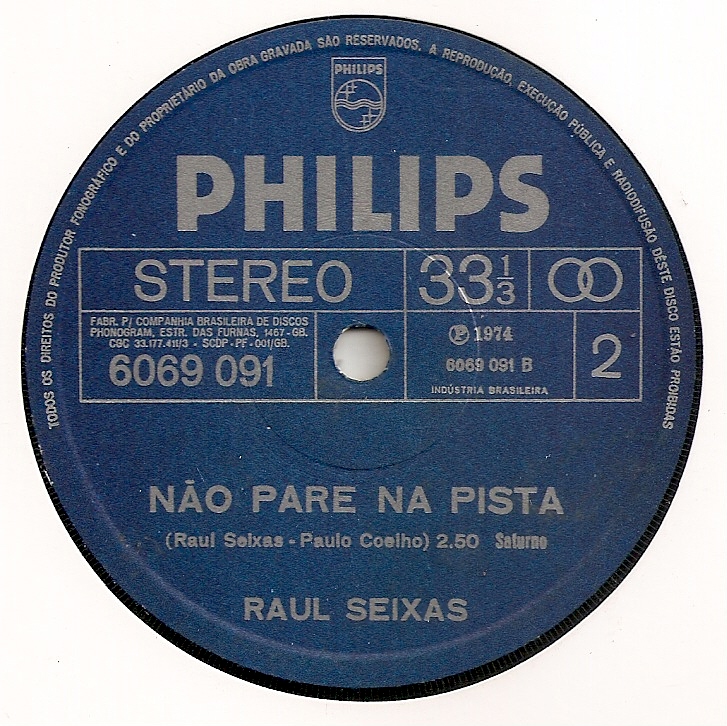 TODOS OS DIREITOS DO PRODUTOR FONOGRÁFICO E DO PROPRIETÁRIO DA OBRA GRAVADA SÃO RESERVADOS. A REPRODUÇÃO, EXECUÇÃO PÚBLICA E RADIODIFUSÃO DÊSTE DISCO ESTÃO PROIBIDAS
PHILIPS
PHILIPS
STEREO
33 1/3
FABR. P/ COMPANHIA BRASILEIRA DE DISCOS
PHONOGRAM, ESTR. DAS FURNAS, 1467-GB.
CGC 33.177.411/3 - SCDP-PF-001/GB.
6069 091
Ⓟ 1974
6069 091 B
INDÚSTRIA BRASILEIRA
2
NÃO PARE NA PISTA
(Raul Seixas - Paulo Coelho) 2.50 Saturno
RAUL SEIXAS